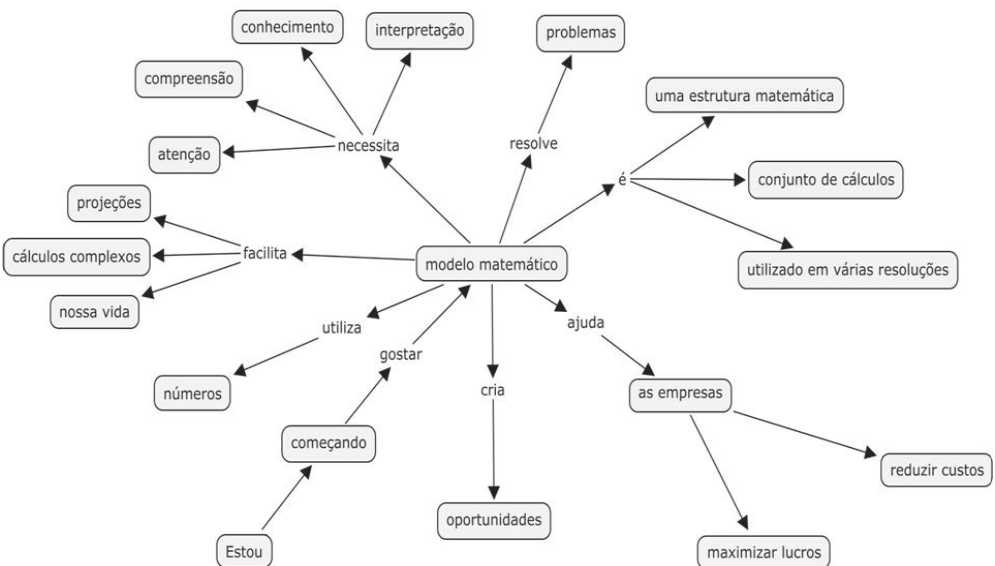 conhecimento
interpretação
problemas
compreensão
uma estrutura matemática
necessita
resolve
atenção
é
conjunto de cálculos
projeções
cálculos complexos
facilita
modelo matemático
utilizado em várias resoluções
nossa vida
utiliza
ajuda
gostar
números
cria
as empresas
começando
reduzir custos
oportunidades
Estou
maximizar lucros